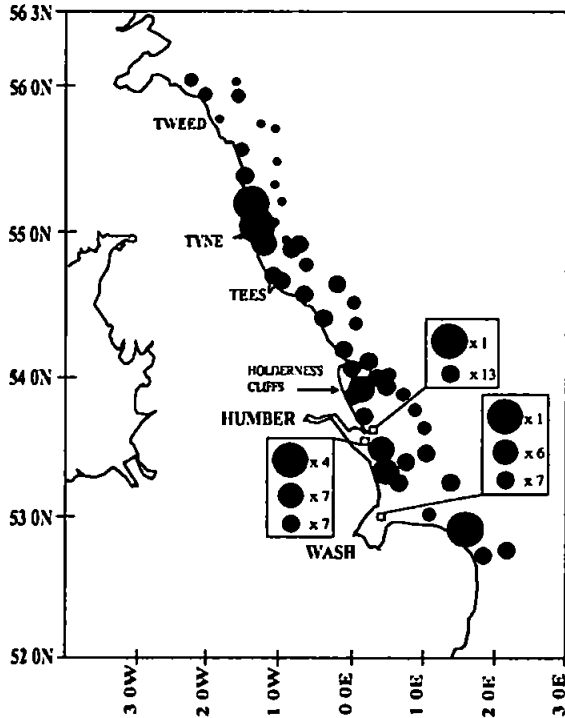 56.3N
56 0N
TWEED
55 0N
TYNE
TEES
x 1
x 13
54 0N
HOLDERNESS
CLIFFS
HUMBER
x 1
x 6
x 7
x 4
x 7
x 7
53 0N
WASH
52 0N
3 0W
2 0W
1 0W
0 0E
1 0E
2 0E
3 0E